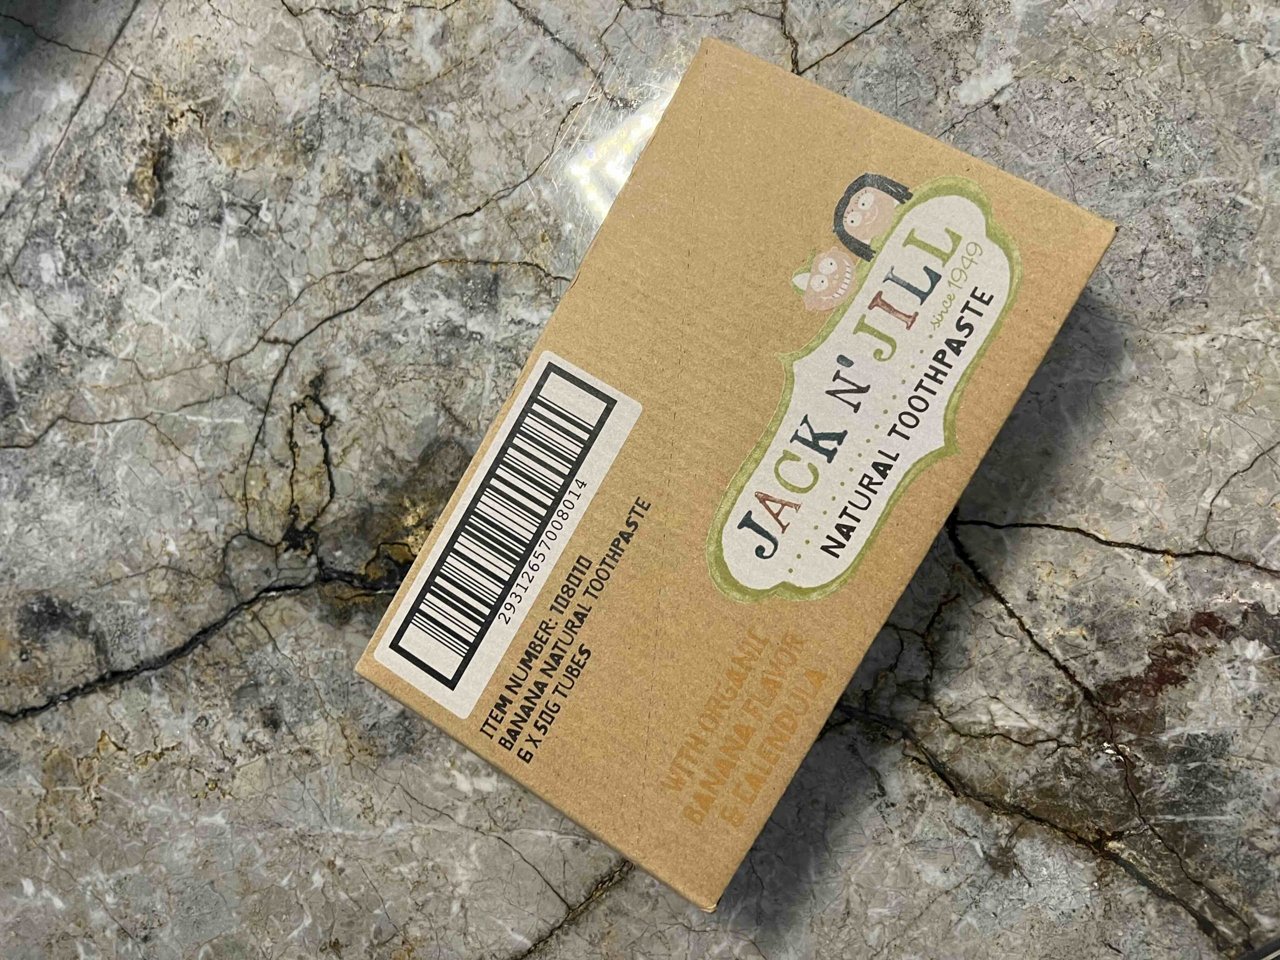 JACK N' JILL
since 1949
NATURAL TOOTHPASTE
WITH ORGANIC
BANANA FLAVOR
& CALENDULA
29312657008014
ITEM NUMBER: 108010
BANANA NATURAL TOOTHPASTE
6 X 50G TUBES